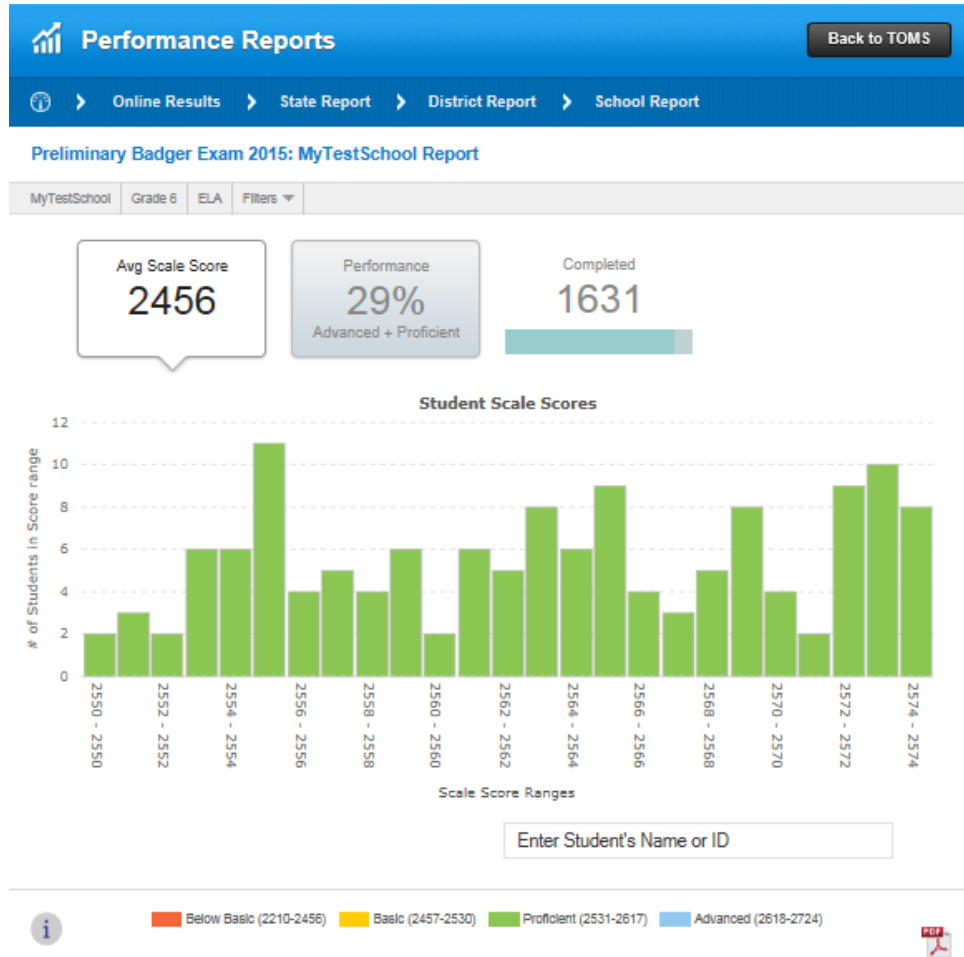 Performance Reports
Back to TOMS
Online Results
State Report
District Report
School Report
Preliminary Badger Exam 2015: MyTestSchool Report
MyTestSchool
Grade 6
ELA
Filters
Avg Scale Score
2456
Performance
29%
Advanced + Proficient
Completed
1631
Student Scale Scores
# of Students in Score range
12
10
8
6
4
2
0
2550 - 2550
2552 - 2552
2554 - 2554
2556 - 2556
2558 - 2558
2560 - 2560
2562 - 2562
2564 - 2564
2566 - 2566
2568 - 2568
2570 - 2570
2572 - 2572
2574 - 2574
Scale Score Ranges
Enter Student's Name or ID
i
Below Basic (2210-2456)
Basic (2457-2530)
Proficient (2531-2617)
Advanced (2618-2724)
PDF